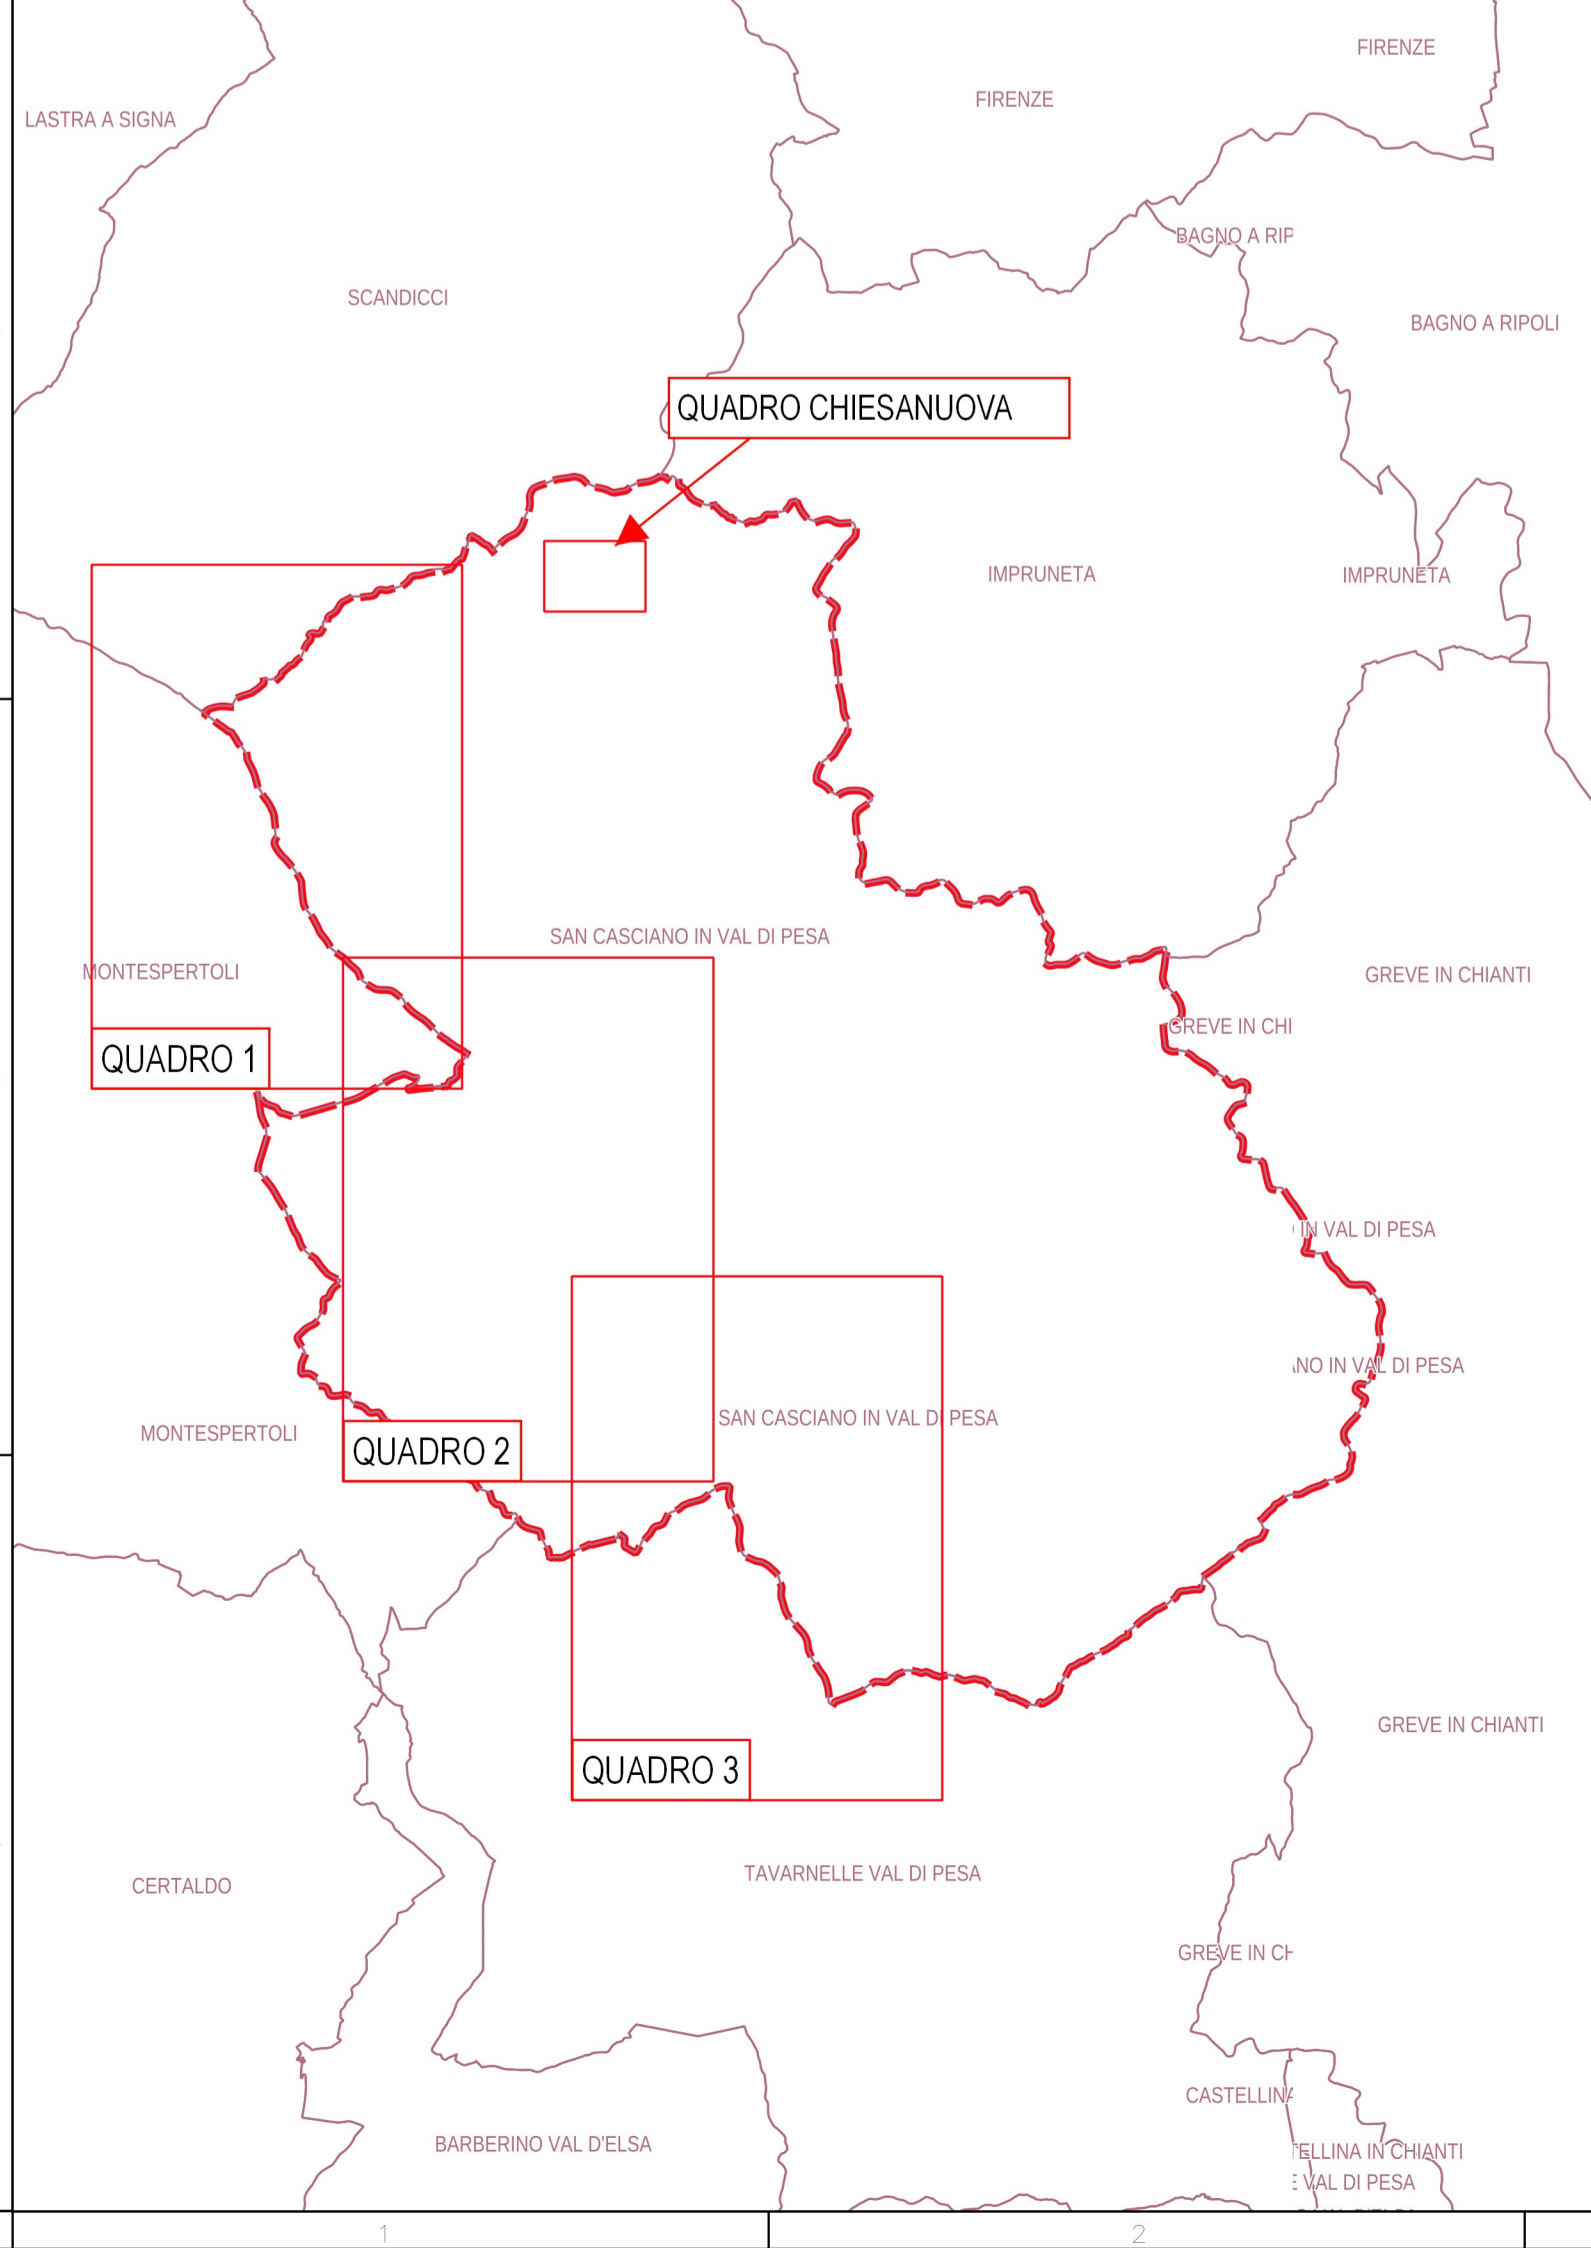 FIRENZE
FIRENZE
LASTRA A SIGNA
BAGNO A RIP
SCANDICCI
BAGNO A RIPOLI
QUADRO CHIESANUOVA
IMPRUNETA
IMPRUNETA
SAN CASCIANO IN VAL DI PESA
MONTESPERTOLI
GREVE IN CHIANTI
GREVE IN CHI
QUADRO 1
IN VAL DI PESA
NO IN VAL DI PESA
SAN CASCIANO IN VAL DI PESA
MONTESPERTOLI
QUADRO 2
GREVE IN CHIANTI
QUADRO 3
TAVARNELLE VAL DI PESA
CERTALDO
GREVE IN CH
CASTELLINA
BARBERINO VAL D'ELSA
TELLINA IN CHIANTI
E VAL DI PESA
1
2